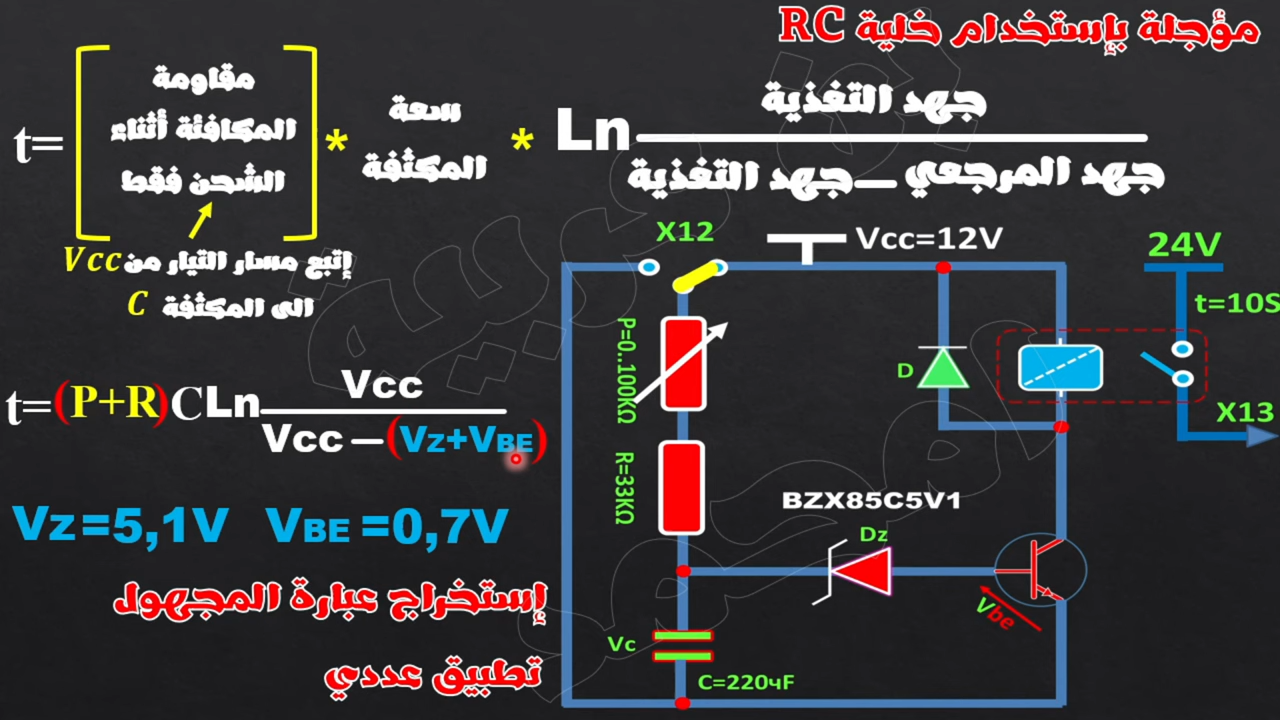 مؤجلة بإستخدام خلية RC
t= [مقاومة المكافئة أثناء الشحن فقط] * سعة المكثفة * Ln جهد التغذية
جهد التغذية — جهد المرجعي
إتبع مسار التيار من Vcc
الى المكثفة C
t=(P+R)CLn Vcc
Vcc — (Vz+VBE)
Vz =5,1V VBE =0,7V
إستخراج عبارة المجهول
تطبيق عددي
X12
Vcc=12V
24V
t=10S
X13
P=0..100KΩ
D
R=33KΩ
BZX85C5V1
Dz
Vbe
Vc
C=220чF